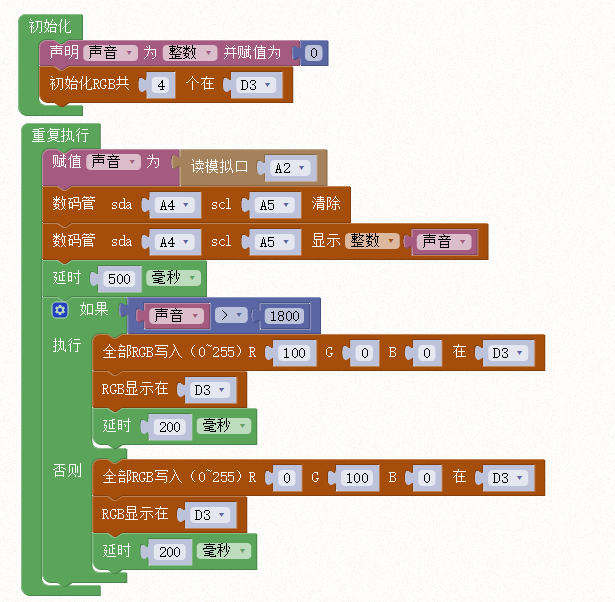 初始化
声明 声音 为 整数 并赋值为 0
初始化RGB共 4 个在 D3
重复执行
赋值 声音 为 读模拟口 A2
数码管 sda A4 scl A5 清除
数码管 sda A4 scl A5 显示 整数 声音
延时 500 毫秒
如果 声音 > 1800
执行 全部RGB写入（0~255）R 100 G 0 B 0 在 D3
RGB显示在 D3
延时 200 毫秒
否则 全部RGB写入（0~255）R 0 G 100 B 0 在 D3
RGB显示在 D3
延时 200 毫秒